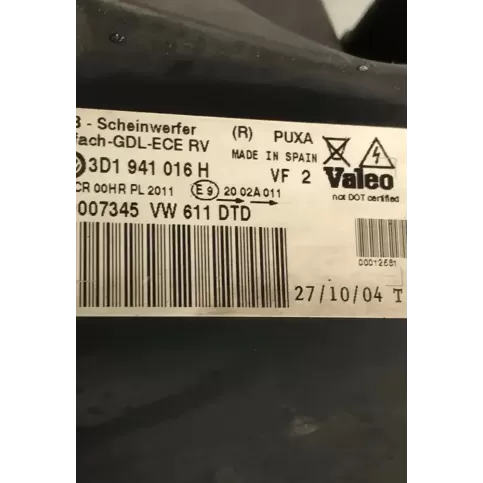 - Scheinwerfer (R) PUXA
fach-GDL-ECE RV MADE IN SPAIN
3D1 941 016 H VF 2 Valeo
CR 00HR PL 2011 E9 20 02A 011 not DOT certified
007345 VW 611 DTD
00012581
27/10/04 T